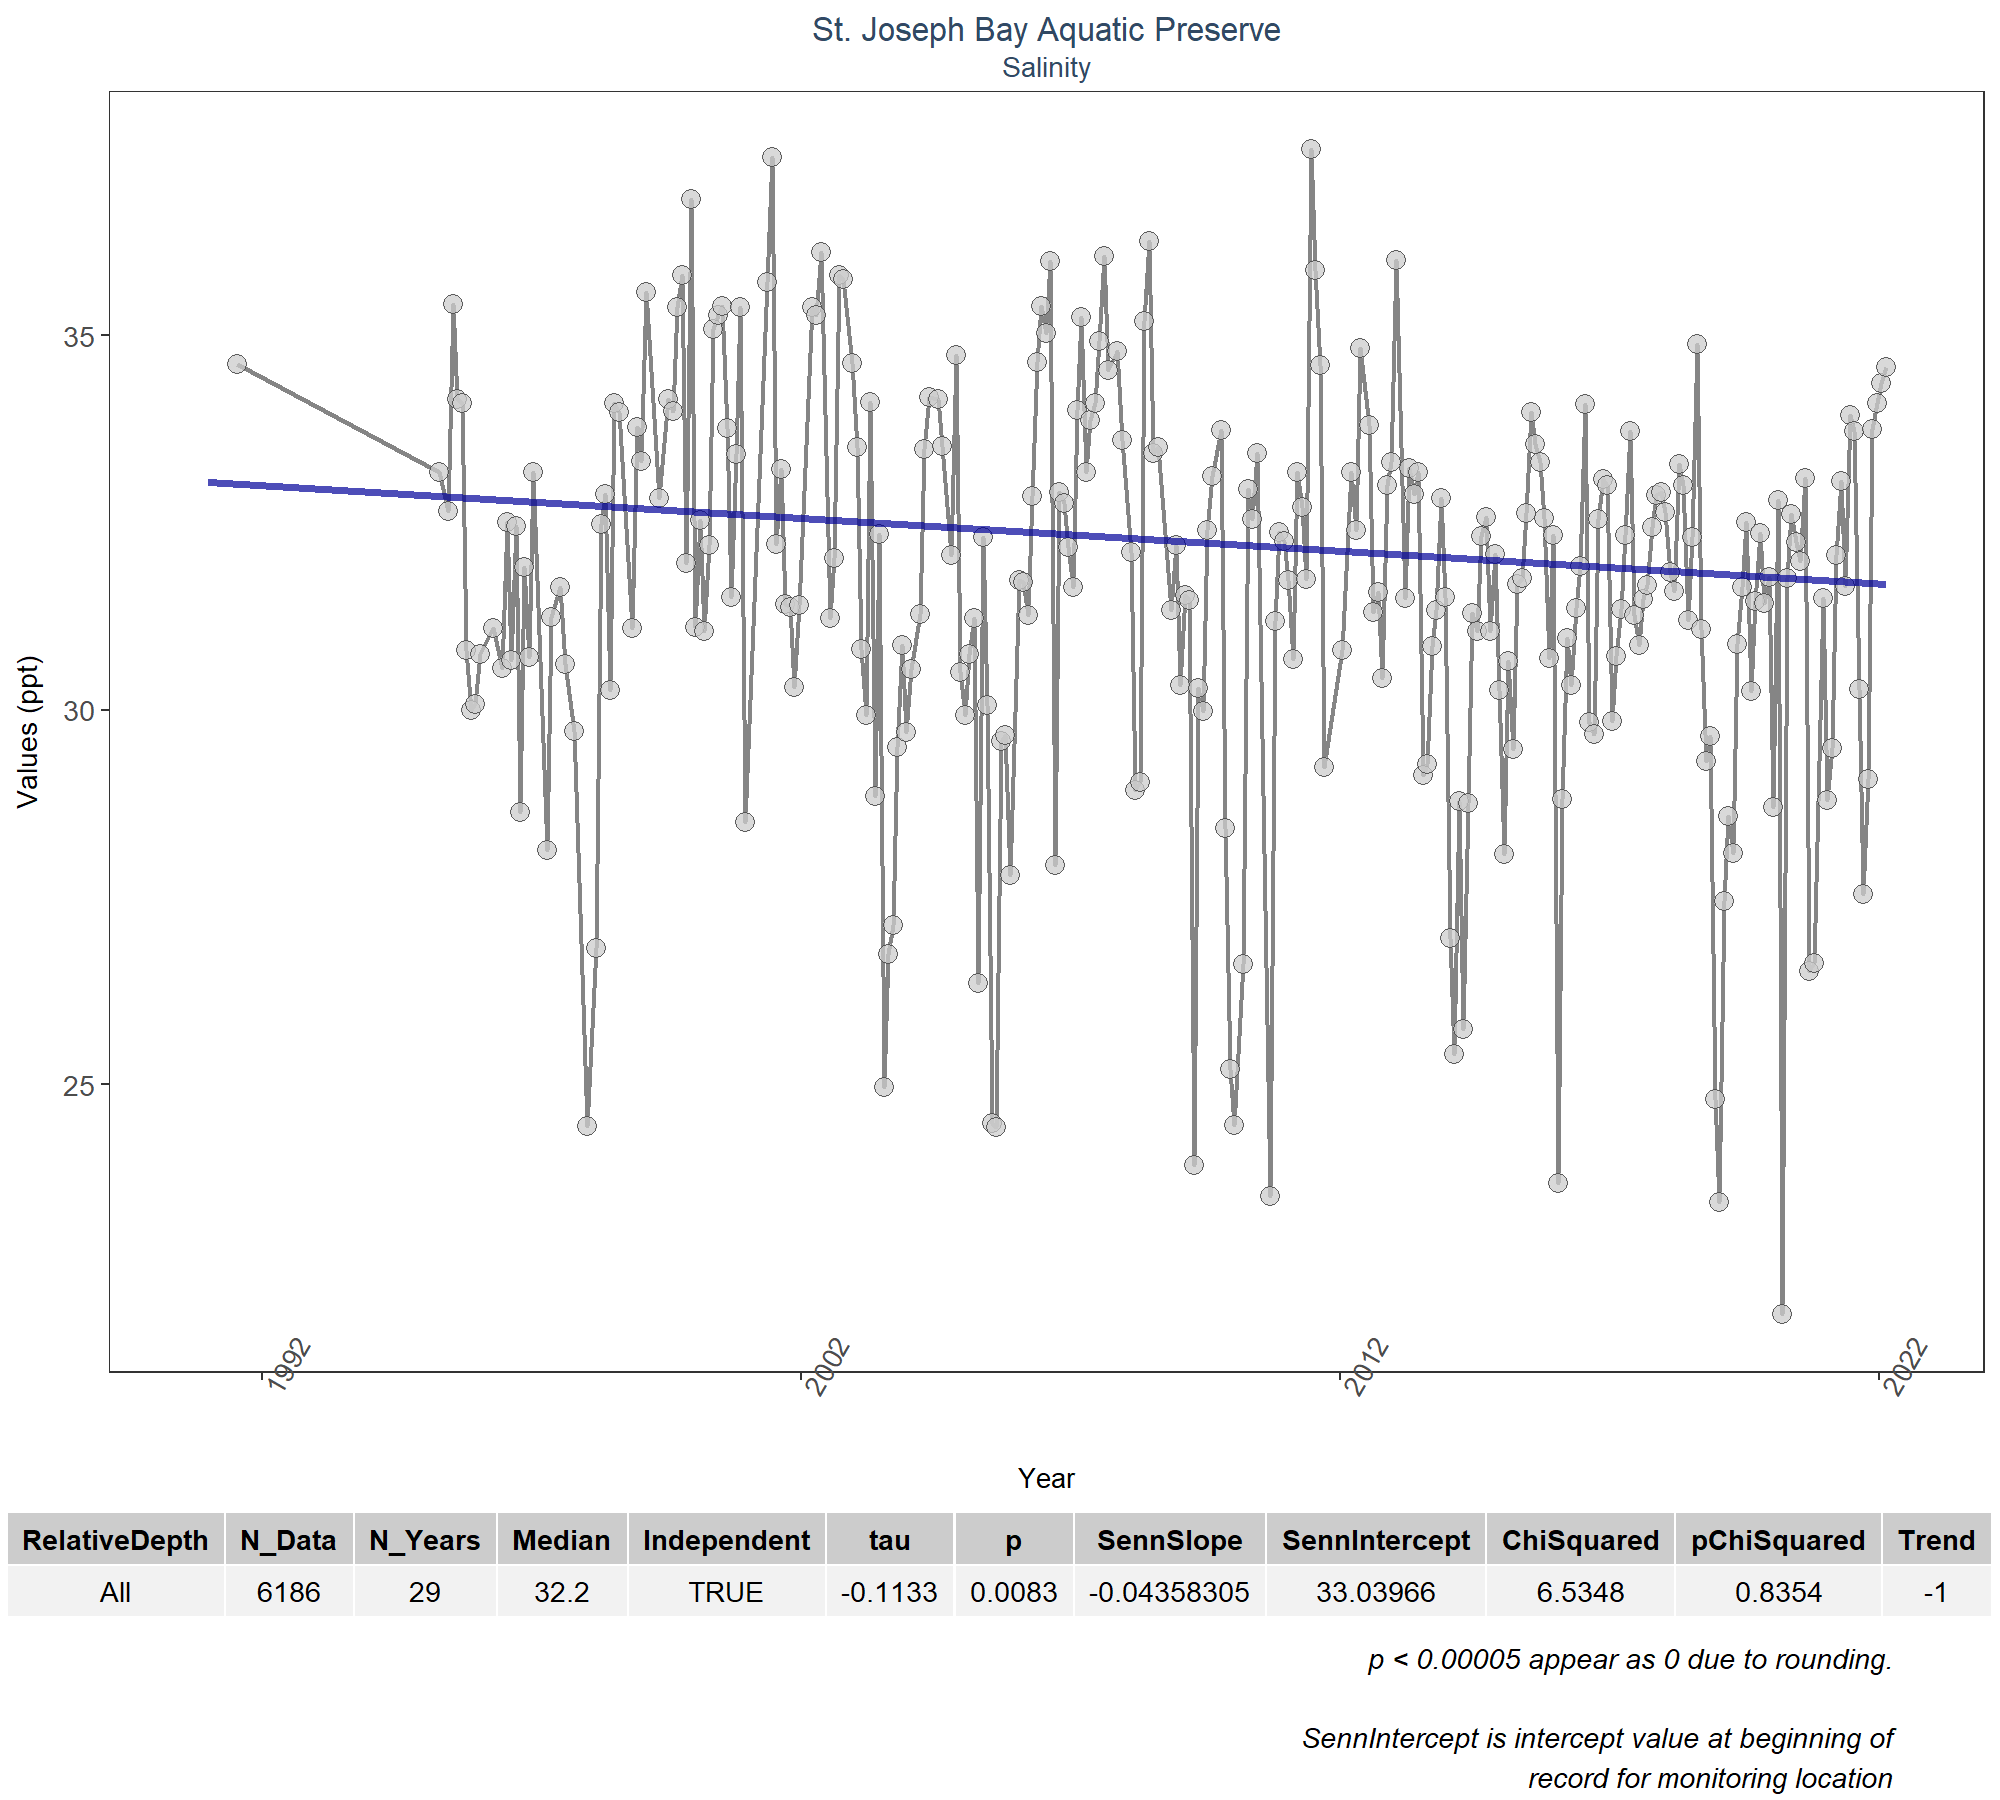 St. Joseph Bay Aquatic Preserve
Salinity
Values (ppt)
35
30
25
1992
2002
2012
2022
Year
RelativeDepth N_Data N_Years Median Independent tau p SennSlope SennIntercept ChiSquared pChiSquared Trend
All 6186 29 32.2 TRUE -0.1133 0.0083 -0.04358305 33.03966 6.5348 0.8354 -1
p < 0.00005 appear as 0 due to rounding.
SennIntercept is intercept value at beginning of
record for monitoring location